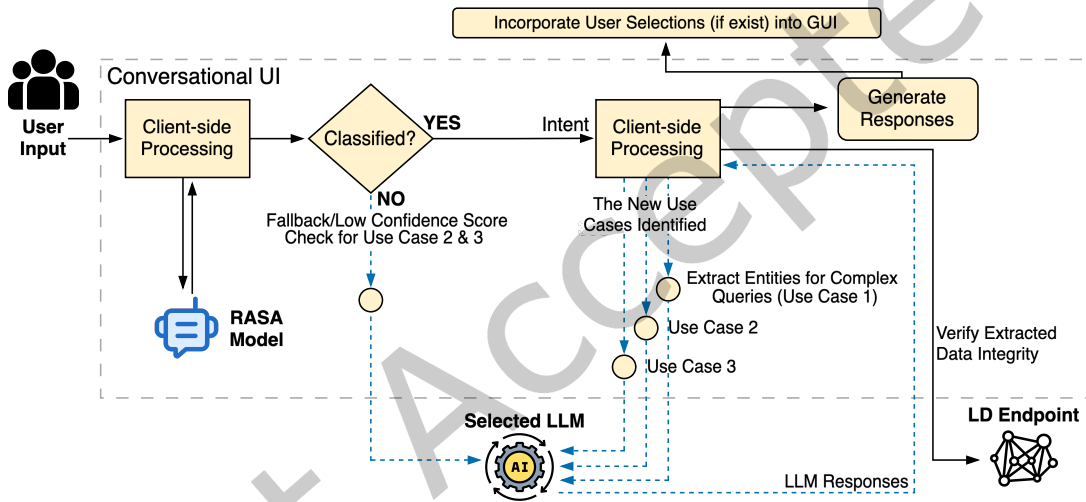 Incorporate User Selections (if exist) into GUI
Conversational UI
User
Input
Client-side
Processing
Classified?
YES
Intent
Client-side
Processing
Generate
Responses
NO
Fallback/Low Confidence Score
Check for Use Case 2 & 3
The New Use
Cases Identified
Extract Entities for Complex
Queries (Use Case 1)
RASA
Model
Use Case 2
Use Case 3
Verify Extracted
Data Integrity
Selected LLM
AI
LD Endpoint
LLM Responses